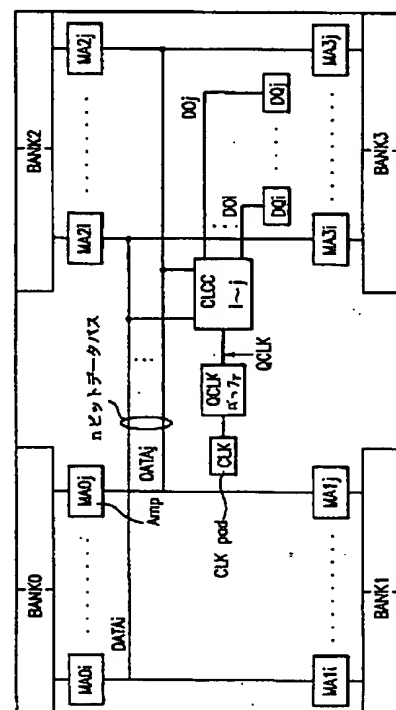 BANK0
BANK2
MA0i
MA0j
MA2i
MA2j
Amp
nビットデータバス
DATAi
DATAj
CLK
CLK pad
QCLK
バッファ
QCLK
CLCC
i~j
DOi
DOj
DQi
DQj
MA1i
MA1j
MA3i
MA3j
BANK1
BANK3